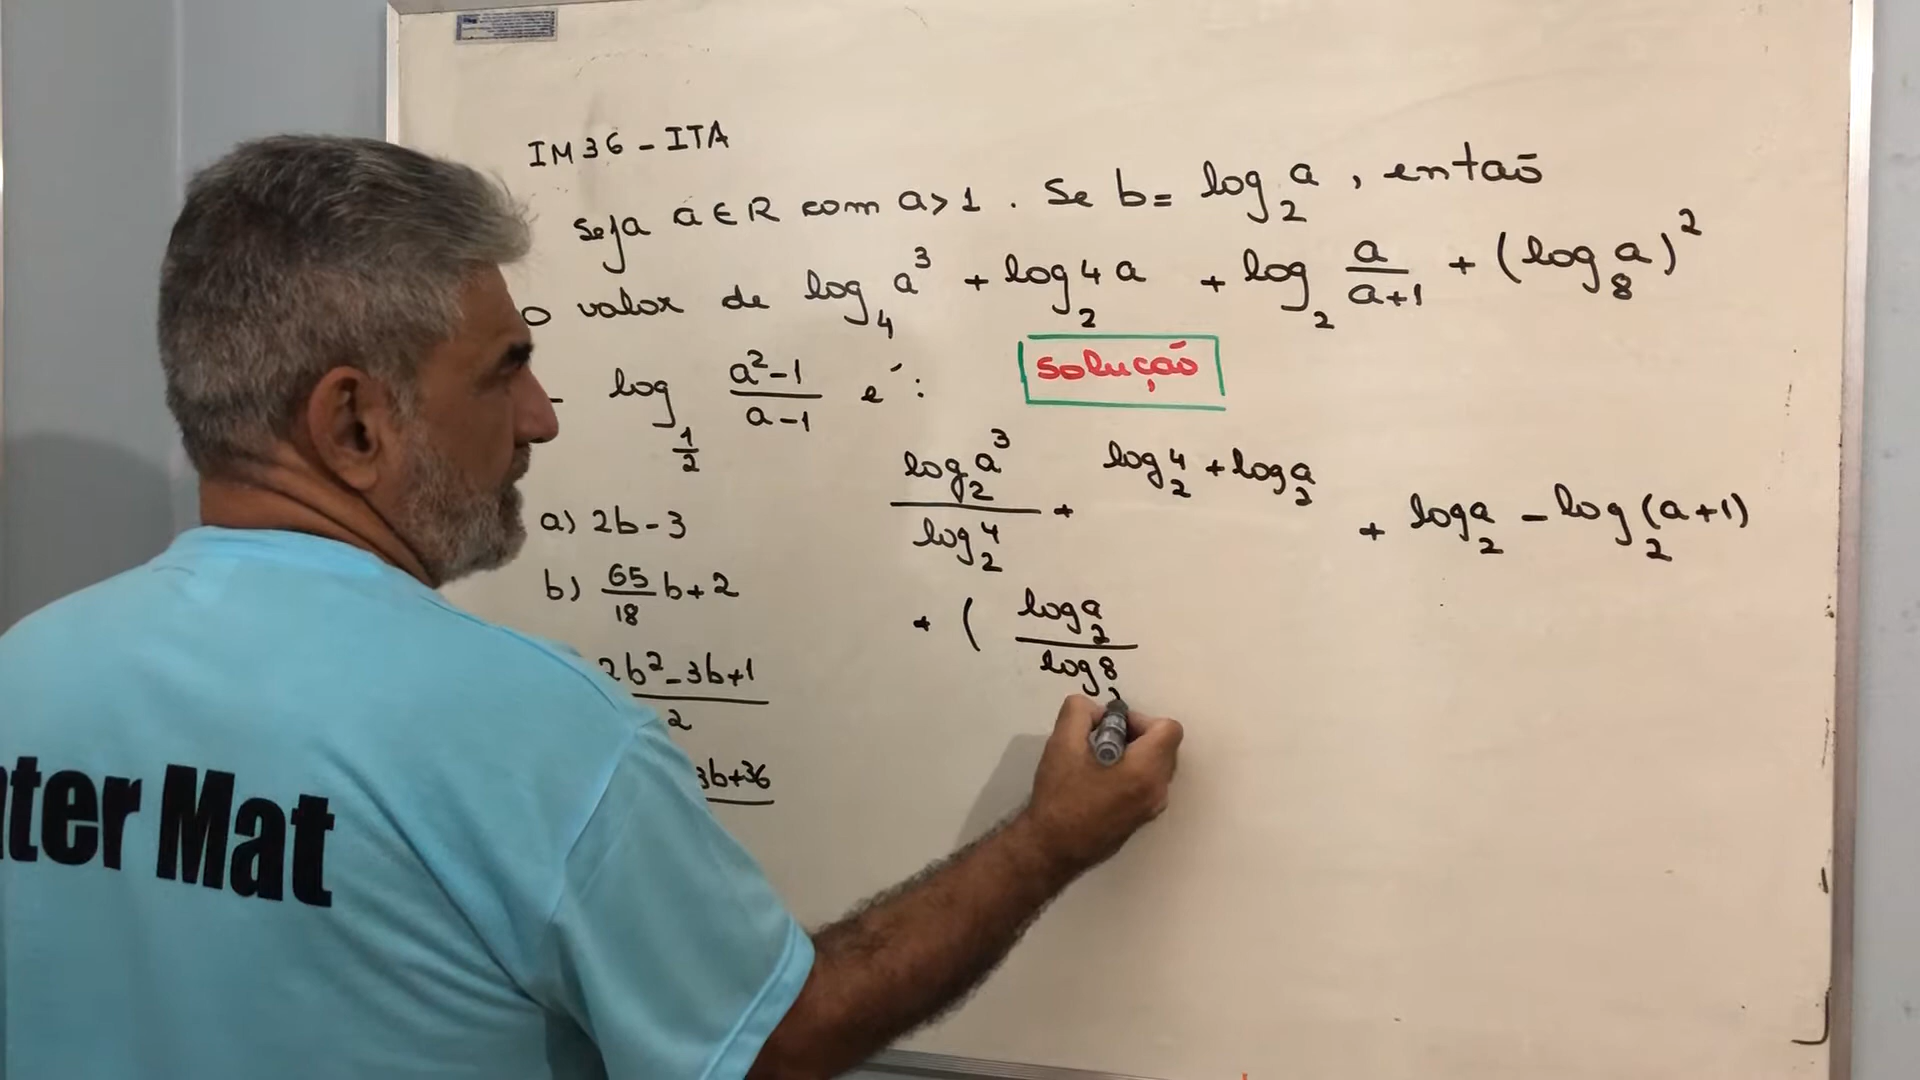 IM36 - ITA
Seja a ∈ R com a > 1 . Se b = log₂ a , então
o valor de log₄ a³ + log₂ 4a + log₂ a/(a+1) + (log₈ a)²
- log_(1/2) (a²-1)/(a-1) é :
solução
a) 2b - 3
b) 65/18 b + 2
2b² - 3b + 1
2
3b + 36
(log₂ a³)/(log₂ 4) + log₂ 4 + log₂ a + log₂ a - log₂ (a+1)
+ ( (log₂ a)/(log₂ 8)
ter Mat